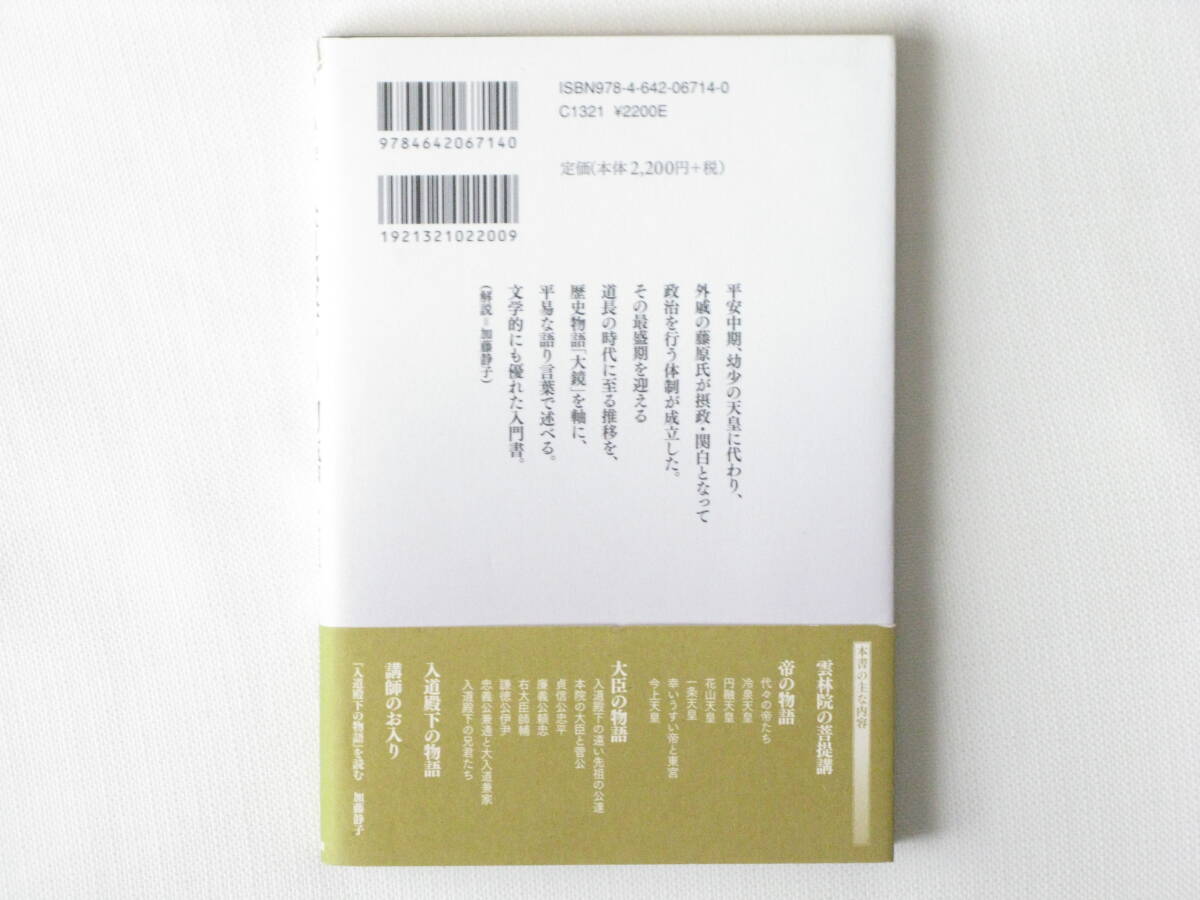 ISBN978-4-642-06714-0
C1321 ¥2200E
9784642067140
定価(本体2,200円+税)
1921321022009
平安中期、幼少の天皇に代わり、
外戚の藤原氏が摂政・関白となって
政治を行う体制が成立した。
その最盛期を迎える
道長の時代に至る推移を、
歴史物語「大鏡」を軸に、
平易な語り言葉で述べる。
文学的にも優れた入門書。
(解説=加藤静子)
本書の主な内容
雲林院の菩提講
帝の物語
代々の帝たち
冷泉天皇
円融天皇
花山天皇
一条天皇
幸いうすい帝と東宮
今上天皇
大臣の物語
入道殿下の遠い先祖の公達
本院の大臣と菅公
貞信公忠平
廉義公頼忠
右大臣師輔
謙徳公伊尹
忠義公兼通と大入道兼家
入道殿下の兄君たち
入道殿下の物語
講師のお入り
『入道殿下の物語』を読む 加藤静子